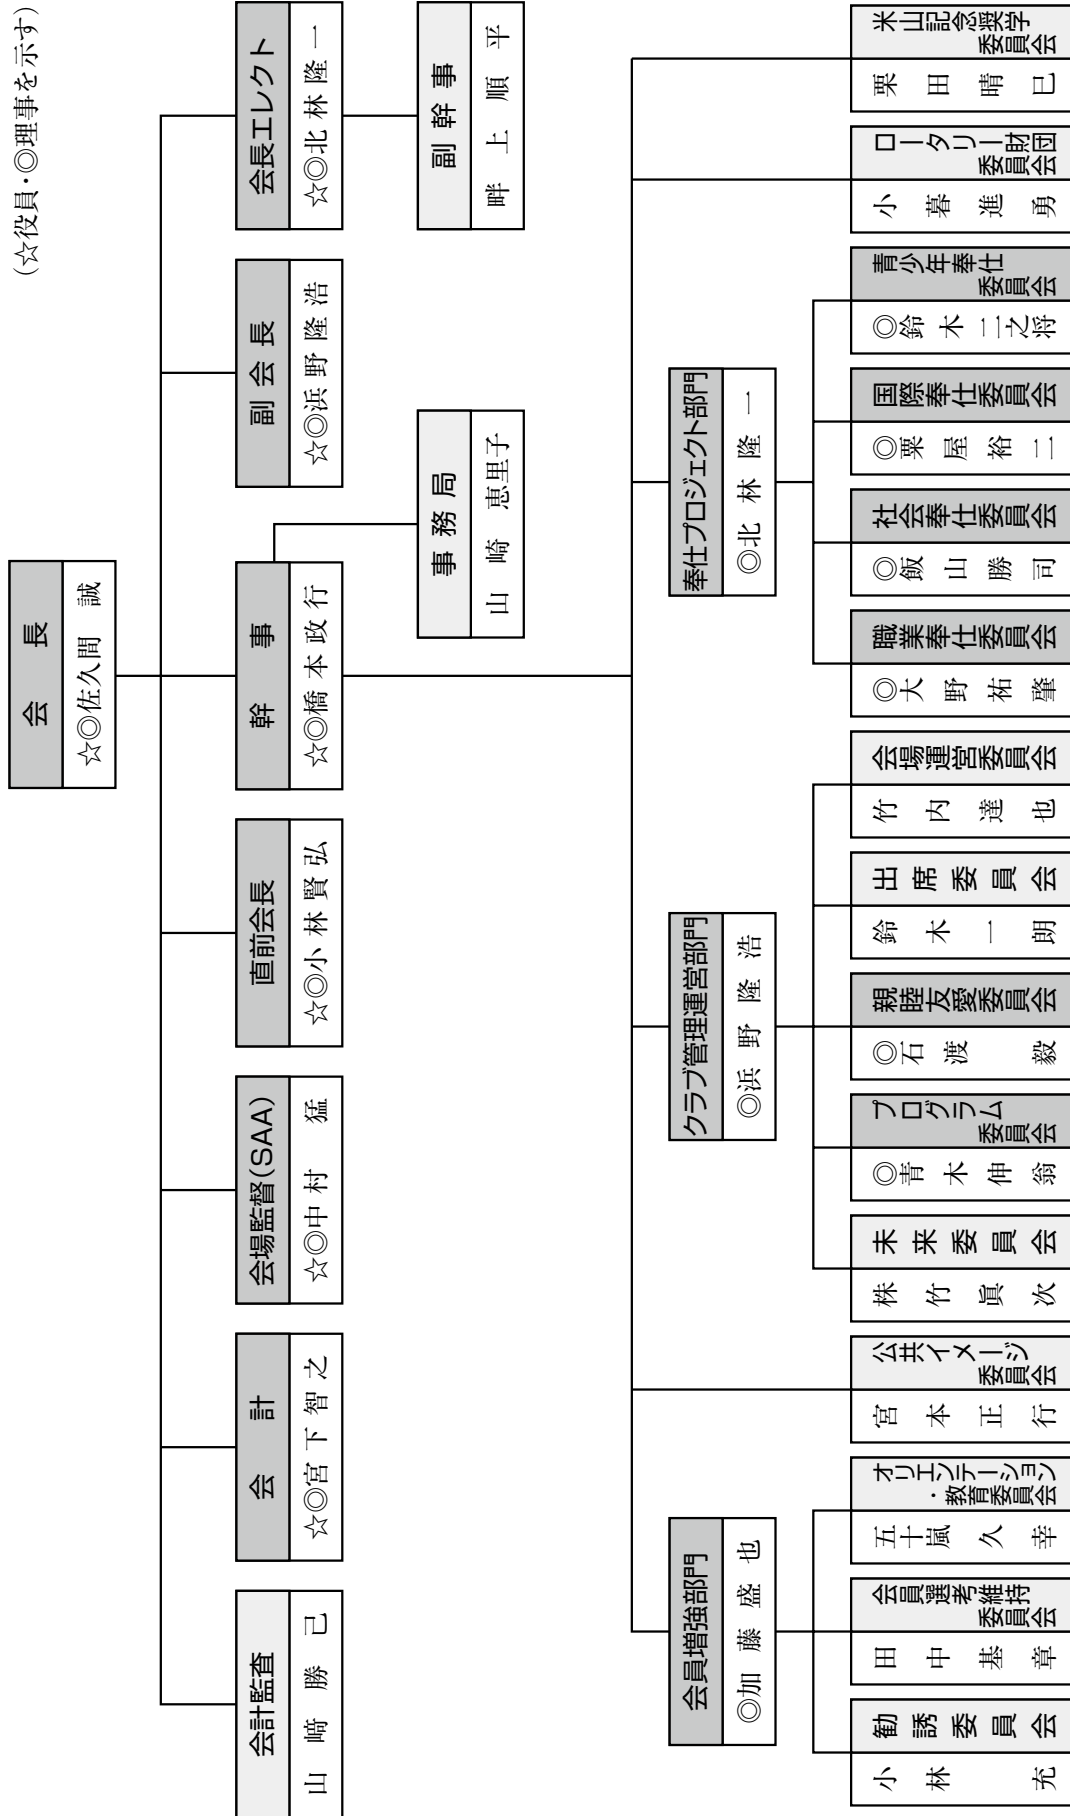 (☆役員・◎理事を示す)
会長
☆◎佐久間 誠
会計監査
山﨑勝己
会計
☆◎宮下智之
会場監督(SAA)
☆◎中村 猛
直前会長
☆◎小林賢弘
幹事
☆◎橋本政行
副会長
☆◎浜野隆浩
会長エレクト
☆◎北林隆一
事務局
山崎恵里子
副幹事
畔上順平
会員増強部門
◎加藤盛也
クラブ管理運営部門
◎浜野隆浩
奉仕プロジェクト部門
◎北林隆一
勧誘委員会
小林 充
会員選考維持
委員会
田中基章
オリエンテーション
・教育委員会
五十嵐久幸
公共イメージ
委員会
宮本正行
未来委員会
株竹眞次
プログラム
委員会
◎青木伸翁
親睦友愛委員会
◎石渡 毅
出席委員会
鈴木一朗
会場運営委員会
竹内達也
職業奉仕委員会
◎大野祐肇
社会奉仕委員会
◎飯山勝司
国際奉仕委員会
◎粟屋裕二
青少年奉仕
委員会
◎鈴木二之将
ロータリー財団
委員会
小暮進勇
米山記念奨学
委員会
栗田晴巳